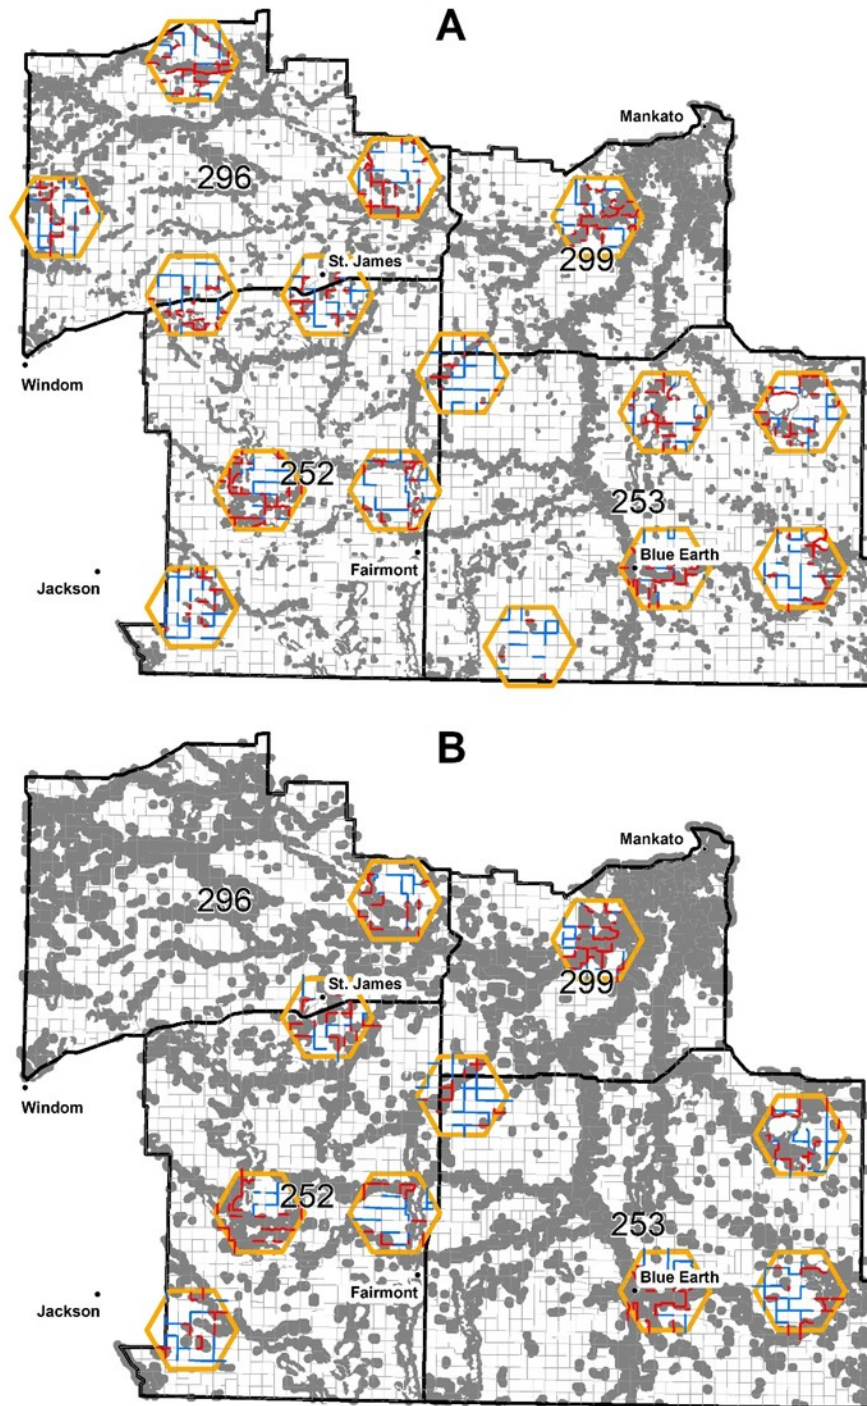 A
Mankato
296
299
St. James
Windom
252
253
Blue Earth
Fairmont
Jackson
B
Mankato
296
299
St. James
Windom
252
253
Blue Earth
Fairmont
Jackson